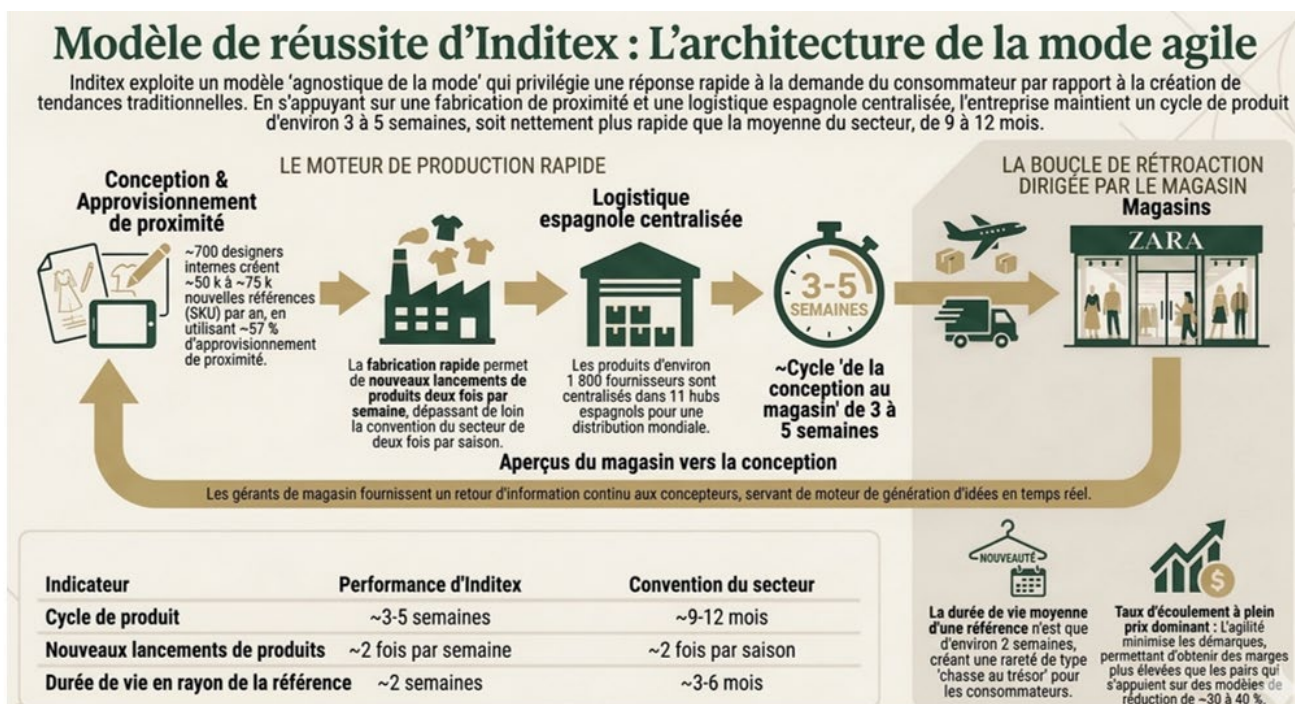 Modèle de réussite d'Inditex : L'architecture de la mode agile
Inditex exploite un modèle 'agnostique de la mode' qui privilégie une réponse rapide à la demande du consommateur par rapport à la création de
tendances traditionnelles. En s'appuyant sur une fabrication de proximité et une logistique espagnole centralisée, l'entreprise maintient un cycle de produit
d'environ 3 à 5 semaines, soit nettement plus rapide que la moyenne du secteur, de 9 à 12 mois.
LE MOTEUR DE PRODUCTION RAPIDE
Conception &
Approvisionnement
de proximité
~700 designers
internes créent
~50 k à ~75 k
nouvelles références
(SKU) par an, en
utilisant ~57 %
d'approvisionnement
de proximité.
La fabrication rapide permet
de nouveaux lancements de
produits deux fois par
semaine, dépassant de loin
la convention du secteur de
deux fois par saison.
Logistique
espagnole centralisée
Les produits d'environ
1 800 fournisseurs sont
centralisés dans 11 hubs
espagnols pour une
distribution mondiale.
3-5
SEMAINES
~Cycle 'de la
conception au
magasin' de 3 à
5 semaines
LA BOUCLE DE RÉTROACTION
DIRIGÉE PAR LE MAGASIN
Magasins
ZARA
Aperçus du magasin vers la conception
Les gérants de magasin fournissent un retour d'information continu aux concepteurs, servant de moteur de génération d'idées en temps réel.
Indicateur Performance d'Inditex Convention du secteur
Cycle de produit ~3-5 semaines ~9-12 mois
Nouveaux lancements de produits ~2 fois par semaine ~2 fois par saison
Durée de vie en rayon de la référence ~2 semaines ~3-6 mois
NOUVEAUTÉ
La durée de vie moyenne
d'une référence n'est que
d'environ 2 semaines,
créant une rareté de type
'chasse au trésor' pour
les consommateurs.
$
Taux d'écoulement à plein
prix dominant : L'agilité
minimise les démarques,
permettant d'obtenir des marges
plus élevées que les pairs qui
s'appuient sur des modèles de
réduction de ~30 à 40 %.